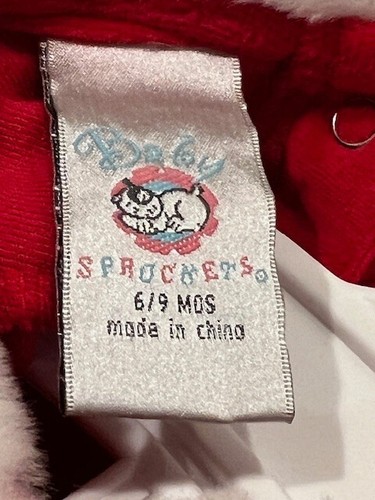 Baby
SPROCKETS
6/9 MOS
made in china